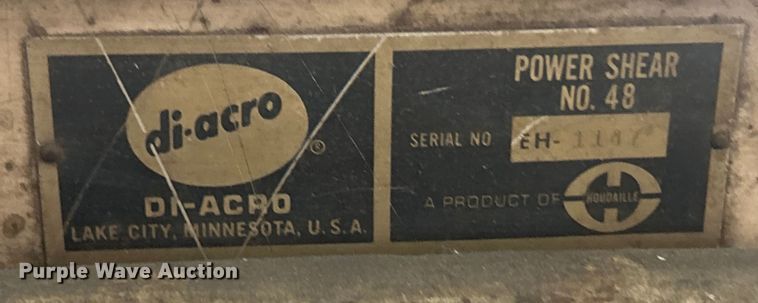 di-acro
®
DI-ACRO
LAKE CITY, MINNESOTA, U.S.A.
POWER SHEAR
NO. 48
SERIAL NO EH-
A PRODUCT OF HOUDAILLE
Purple Wave Auction